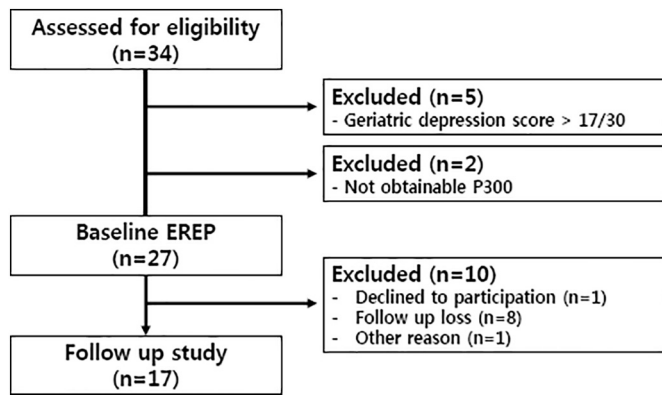 Assessed for eligibility
(n=34)
Excluded (n=5)
- Geriatric depression score > 17/30
Excluded (n=2)
- Not obtainable P300
Baseline EREP
(n=27)
Excluded (n=10)
- Declined to participation (n=1)
- Follow up loss (n=8)
- Other reason (n=1)
Follow up study
(n=17)